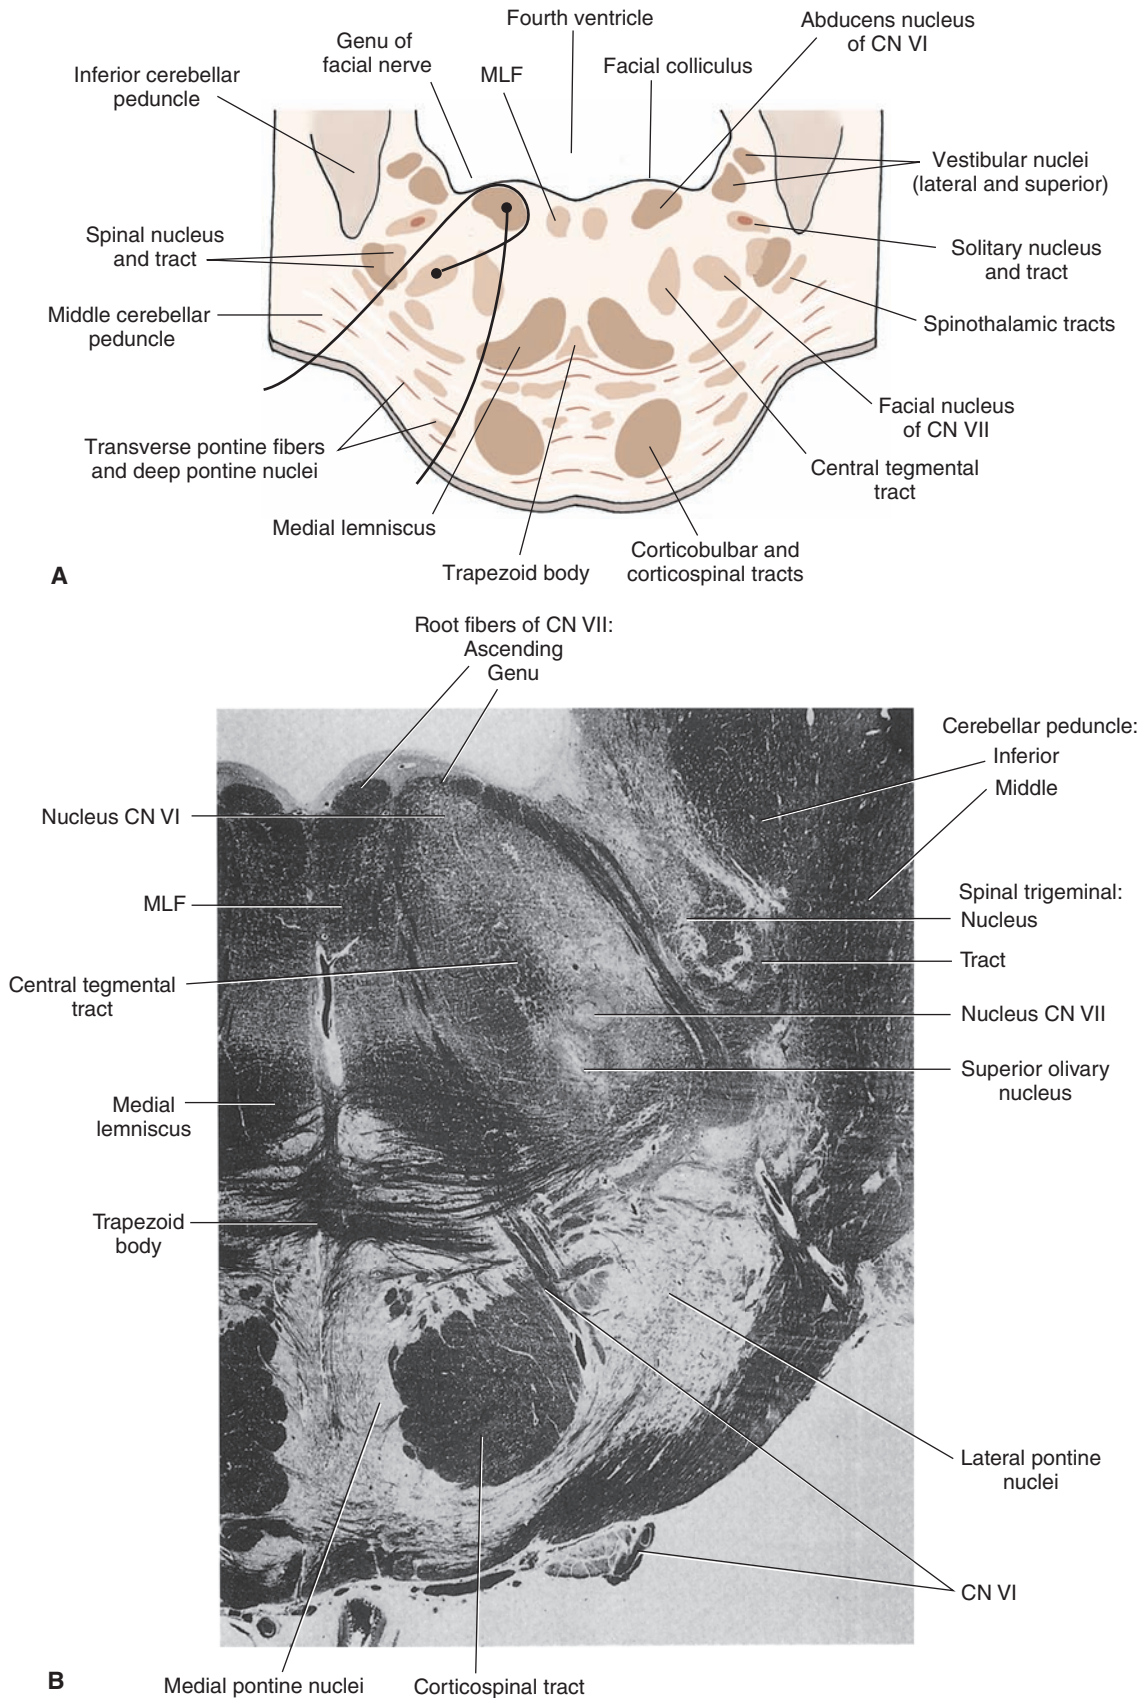 Fourth ventricle
Abducens nucleus
of CN VI
Genu of
facial nerve
MLF
Facial colliculus
Inferior cerebellar
peduncle
Vestibular nuclei
(lateral and superior)
Spinal nucleus
and tract
Solitary nucleus
and tract
Middle cerebellar
peduncle
Spinothalamic tracts
Facial nucleus
of CN VII
Transverse pontine fibers
and deep pontine nuclei
Central tegmental
tract
Medial lemniscus
Corticobulbar and
corticospinal tracts
Trapezoid body
A
Root fibers of CN VII:
Ascending
Genu
Cerebellar peduncle:
Inferior
Middle
Nucleus CN VI
Spinal trigeminal:
Nucleus
MLF
Tract
Central tegmental
tract
Nucleus CN VII
Superior olivary
nucleus
Medial
lemniscus
Trapezoid
body
Lateral pontine
nuclei
CN VI
B
Medial pontine nuclei
Corticospinal tract